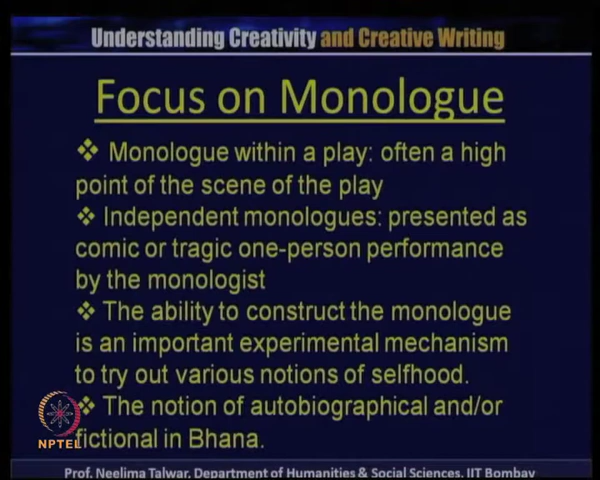 Understanding Creativity and Creative Writing
Focus on Monologue
❖ Monologue within a play: often a high
point of the scene of the play
❖ Independent monologues: presented as
comic or tragic one-person performance
by the monologist
❖ The ability to construct the monologue
is an important experimental mechanism
to try out various notions of selfhood.
❖ The notion of autobiographical and/or
fictional in Bhana.
NPTEL
Prof. Neelima Talwar, Department of Humanities & Social Sciences, IIT Bombay